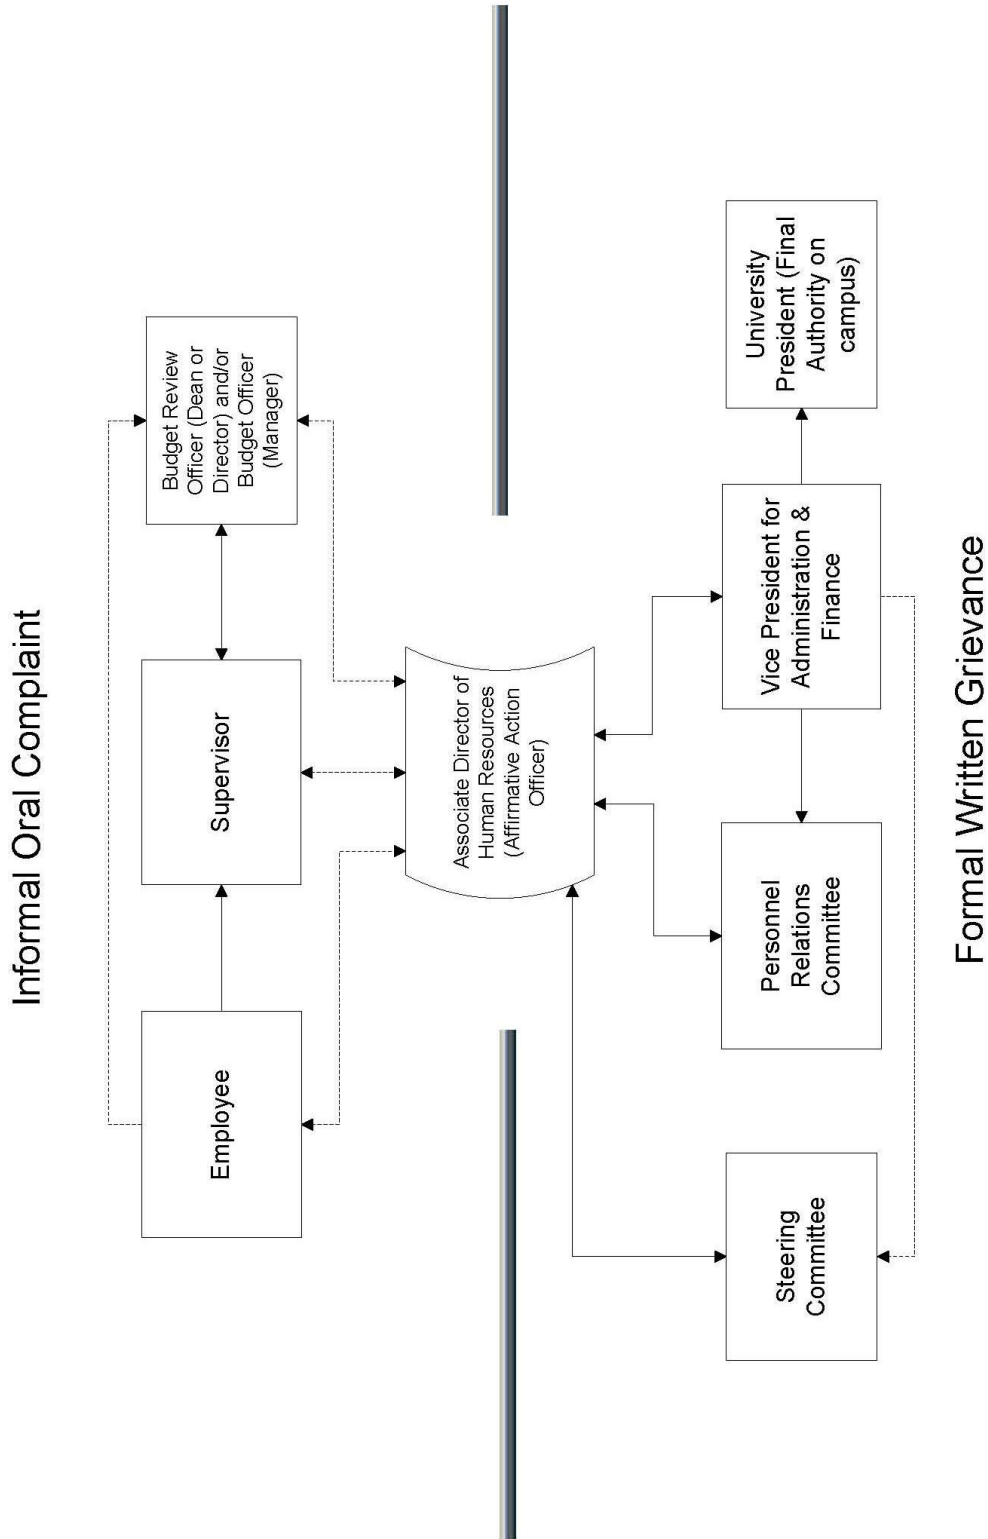 Informal Oral Complaint
Employee
Supervisor
Budget Review
Officer (Dean or
Director) and/or
Budget Officer
(Manager)
Associate Director of
Human Resources
(Affirmative Action
Officer)
Steering
Committee
Personnel
Relations
Committee
Vice President for
Administration &
Finance
University
President (Final
Authority on
campus)
Formal Written Grievance